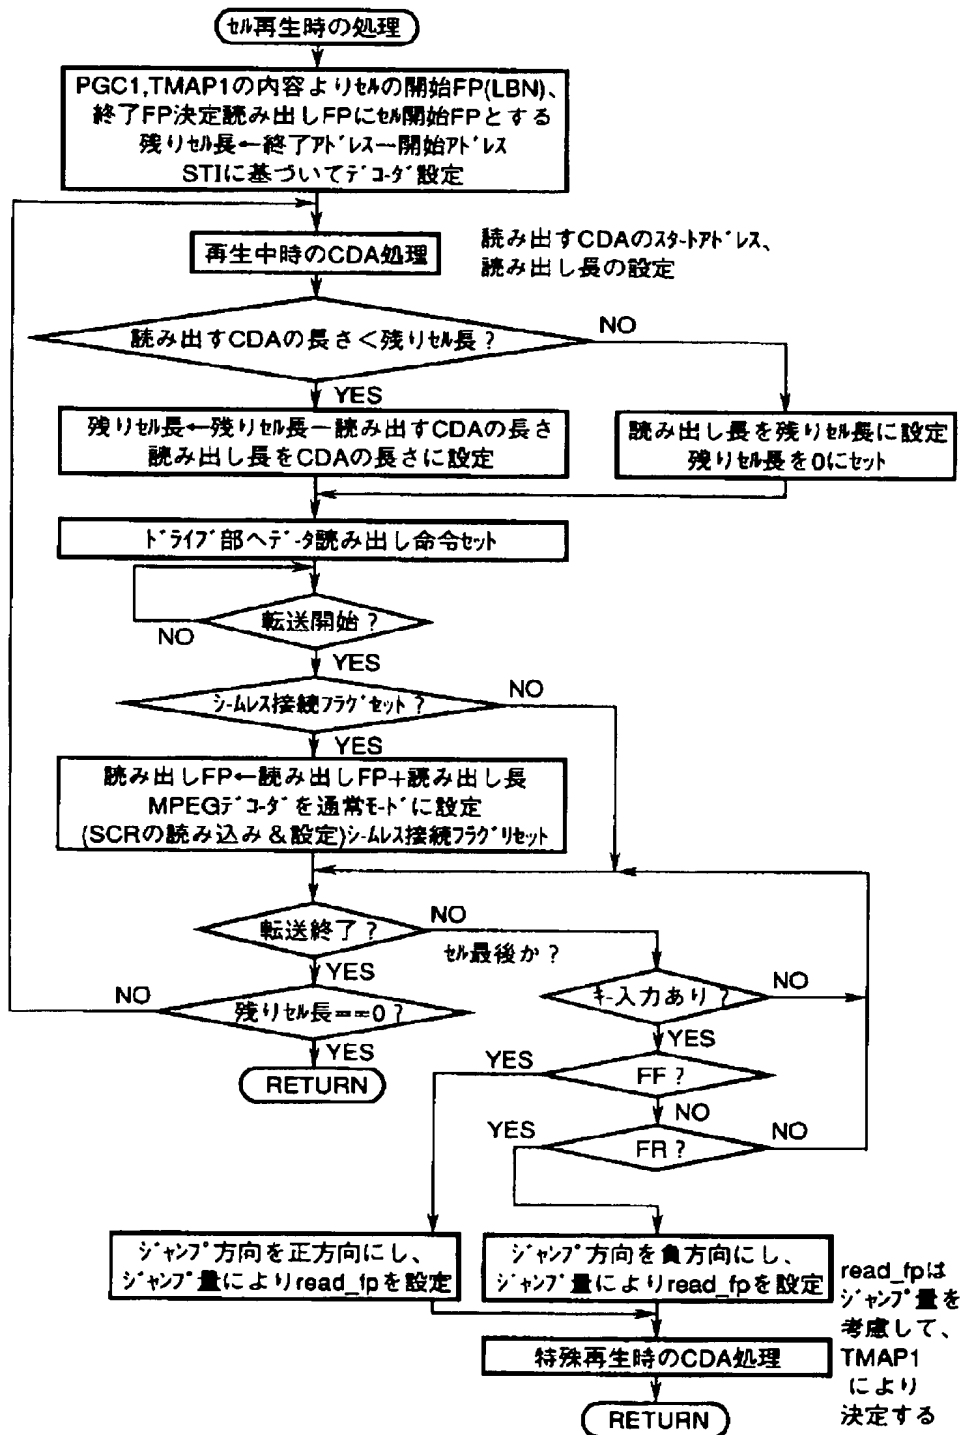 ｾﾙ再生時の処理
PGC1,TMAP1の内容よりｾﾙの開始FP(LBN)、
終了FP決定読み出しFPにｾﾙ開始FPとする
残りｾﾙ長←終了ｱﾄﾞﾚｽ−開始ｱﾄﾞﾚｽ
STIに基づいてﾃﾞｺｰﾀﾞ設定
再生中時のCDA処理
読み出すCDAのｽﾀｰﾄｱﾄﾞﾚｽ、
読み出し長の設定
読み出すCDAの長さ＜残りｾﾙ長？
NO
YES
残りｾﾙ長←残りｾﾙ長−読み出すCDAの長さ
読み出し長をCDAの長さに設定
読み出し長を残りｾﾙ長に設定
残りｾﾙ長を0にｾｯﾄ
ﾄﾞﾗｲﾌﾞ部へﾃﾞｰﾀ読み出し命令ｾｯﾄ
転送開始？
NO
YES
ｼｰﾑﾚｽ接続ﾌﾗｸﾞｾｯﾄ？
NO
YES
読み出しFP←読み出しFP+読み出し長
MPEGﾃﾞｺｰﾀﾞを通常ﾓｰﾄﾞに設定
(SCRの読み込み＆設定)ｼｰﾑﾚｽ接続ﾌﾗｸﾞﾘｾｯﾄ
転送終了？
NO
YES
ｾﾙ最後か？
NO
残りｾﾙ長==0？
YES
RETURN
ｷｰ入力あり？
NO
YES
FF？
YES
NO
FR？
YES
NO
ｼﾞｬﾝﾌﾟ方向を正方向にし、
ｼﾞｬﾝﾌﾟ量によりread_fpを設定
ｼﾞｬﾝﾌﾟ方向を負方向にし、
ｼﾞｬﾝﾌﾟ量によりread_fpを設定
read_fpは
ｼﾞｬﾝﾌﾟ量を
考慮して、
TMAP1
により
決定する
特殊再生時のCDA処理
RETURN